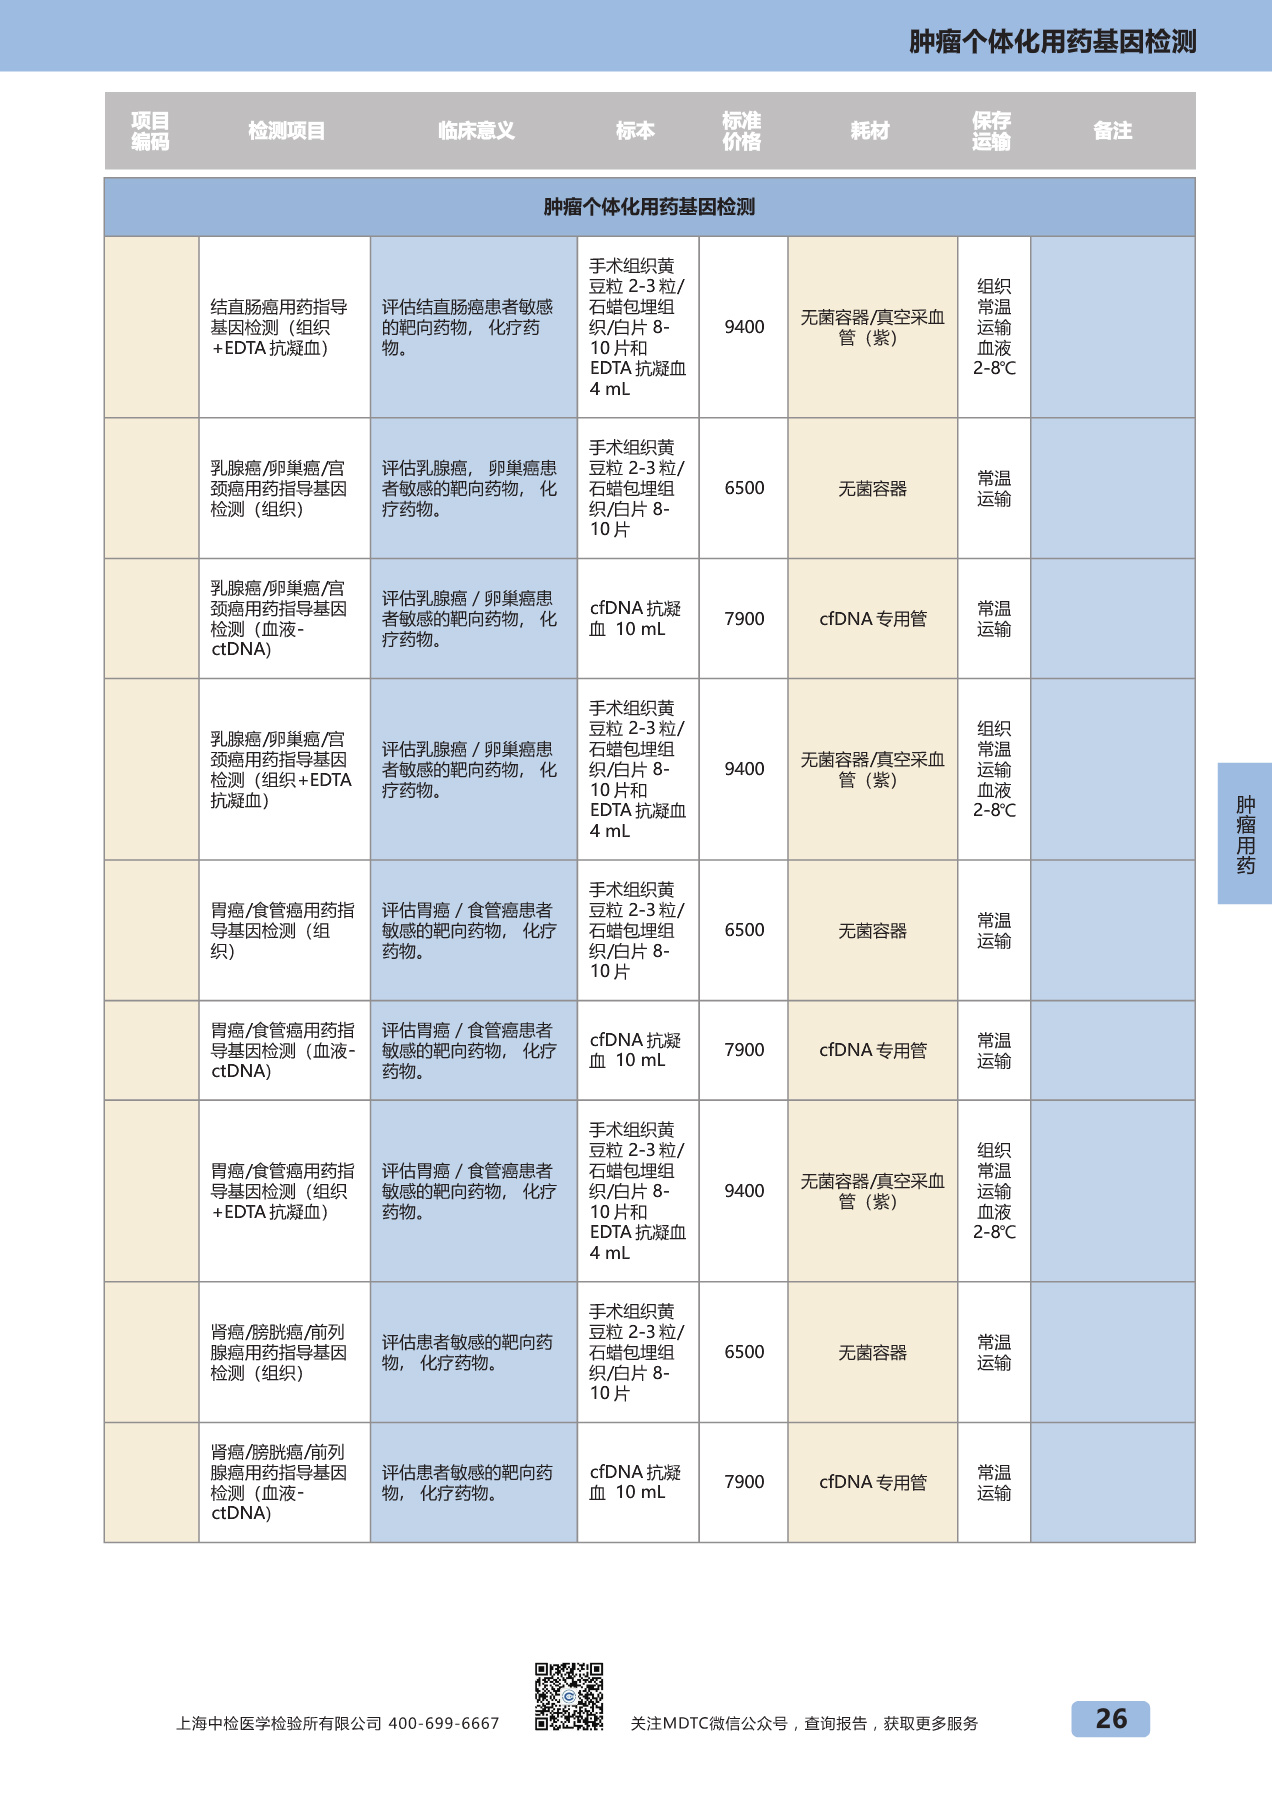 肿瘤个体化用药基因检测
项目
编码
检测项目
临床意义
标本
标准
价格
耗材
保存
运输
备注
肿瘤个体化用药基因检测
结直肠癌用药指导
基因检测（组织
+EDTA 抗凝血）
评估结直肠癌患者敏感
的靶向药物， 化疗药
物。
手术组织黄
豆粒 2-3 粒/
石蜡包埋组
织/白片 8-
10 片和
EDTA 抗凝血
4 mL
9400
无菌容器/真空采血
管（紫）
组织
常温
运输
血液
2-8℃
乳腺癌/卵巢癌/宫
颈癌用药指导基因
检测（组织）
评估乳腺癌， 卵巢癌患
者敏感的靶向药物， 化
疗药物。
手术组织黄
豆粒 2-3 粒/
石蜡包埋组
织/白片 8-
10 片
6500
无菌容器
常温
运输
乳腺癌/卵巢癌/宫
颈癌用药指导基因
检测（血液-
ctDNA）
评估乳腺癌 / 卵巢癌患
者敏感的靶向药物， 化
疗药物。
cfDNA 抗凝
血 10 mL
7900
cfDNA 专用管
常温
运输
乳腺癌/卵巢癌/宫
颈癌用药指导基因
检测（组织+EDTA
抗凝血）
评估乳腺癌 / 卵巢癌患
者敏感的靶向药物， 化
疗药物。
手术组织黄
豆粒 2-3 粒/
石蜡包埋组
织/白片 8-
10 片和
EDTA 抗凝血
4 mL
9400
无菌容器/真空采血
管（紫）
组织
常温
运输
血液
2-8℃
胃癌/食管癌用药指
导基因检测（组
织）
评估胃癌 / 食管癌患者
敏感的靶向药物， 化疗
药物。
手术组织黄
豆粒 2-3 粒/
石蜡包埋组
织/白片 8-
10 片
6500
无菌容器
常温
运输
胃癌/食管癌用药指
导基因检测（血液-
ctDNA）
评估胃癌 / 食管癌患者
敏感的靶向药物， 化疗
药物。
cfDNA 抗凝
血 10 mL
7900
cfDNA 专用管
常温
运输
胃癌/食管癌用药指
导基因检测（组织
+EDTA 抗凝血）
评估胃癌 / 食管癌患者
敏感的靶向药物， 化疗
药物。
手术组织黄
豆粒 2-3 粒/
石蜡包埋组
织/白片 8-
10 片和
EDTA 抗凝血
4 mL
9400
无菌容器/真空采血
管（紫）
组织
常温
运输
血液
2-8℃
肾癌/膀胱癌/前列
腺癌用药指导基因
检测（组织）
评估患者敏感的靶向药
物， 化疗药物。
手术组织黄
豆粒 2-3 粒/
石蜡包埋组
织/白片 8-
10 片
6500
无菌容器
常温
运输
肾癌/膀胱癌/前列
腺癌用药指导基因
检测（血液-
ctDNA）
评估患者敏感的靶向药
物， 化疗药物。
cfDNA 抗凝
血 10 mL
7900
cfDNA 专用管
常温
运输
肿瘤用药
上海中检医学检验所有限公司 400-699-6667
关注MDTC微信公众号，查询报告，获取更多服务
26